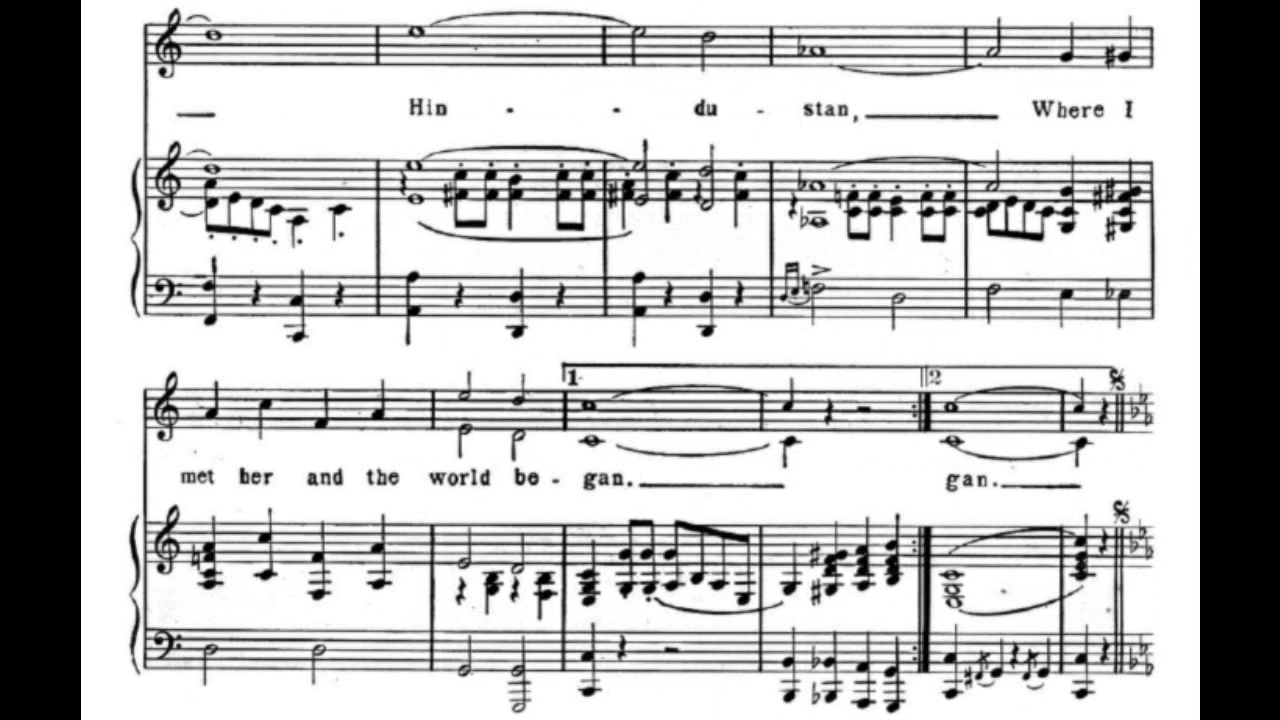 Hin - - du - stan, Where I
1 2
met her and the world be - gan. gan.